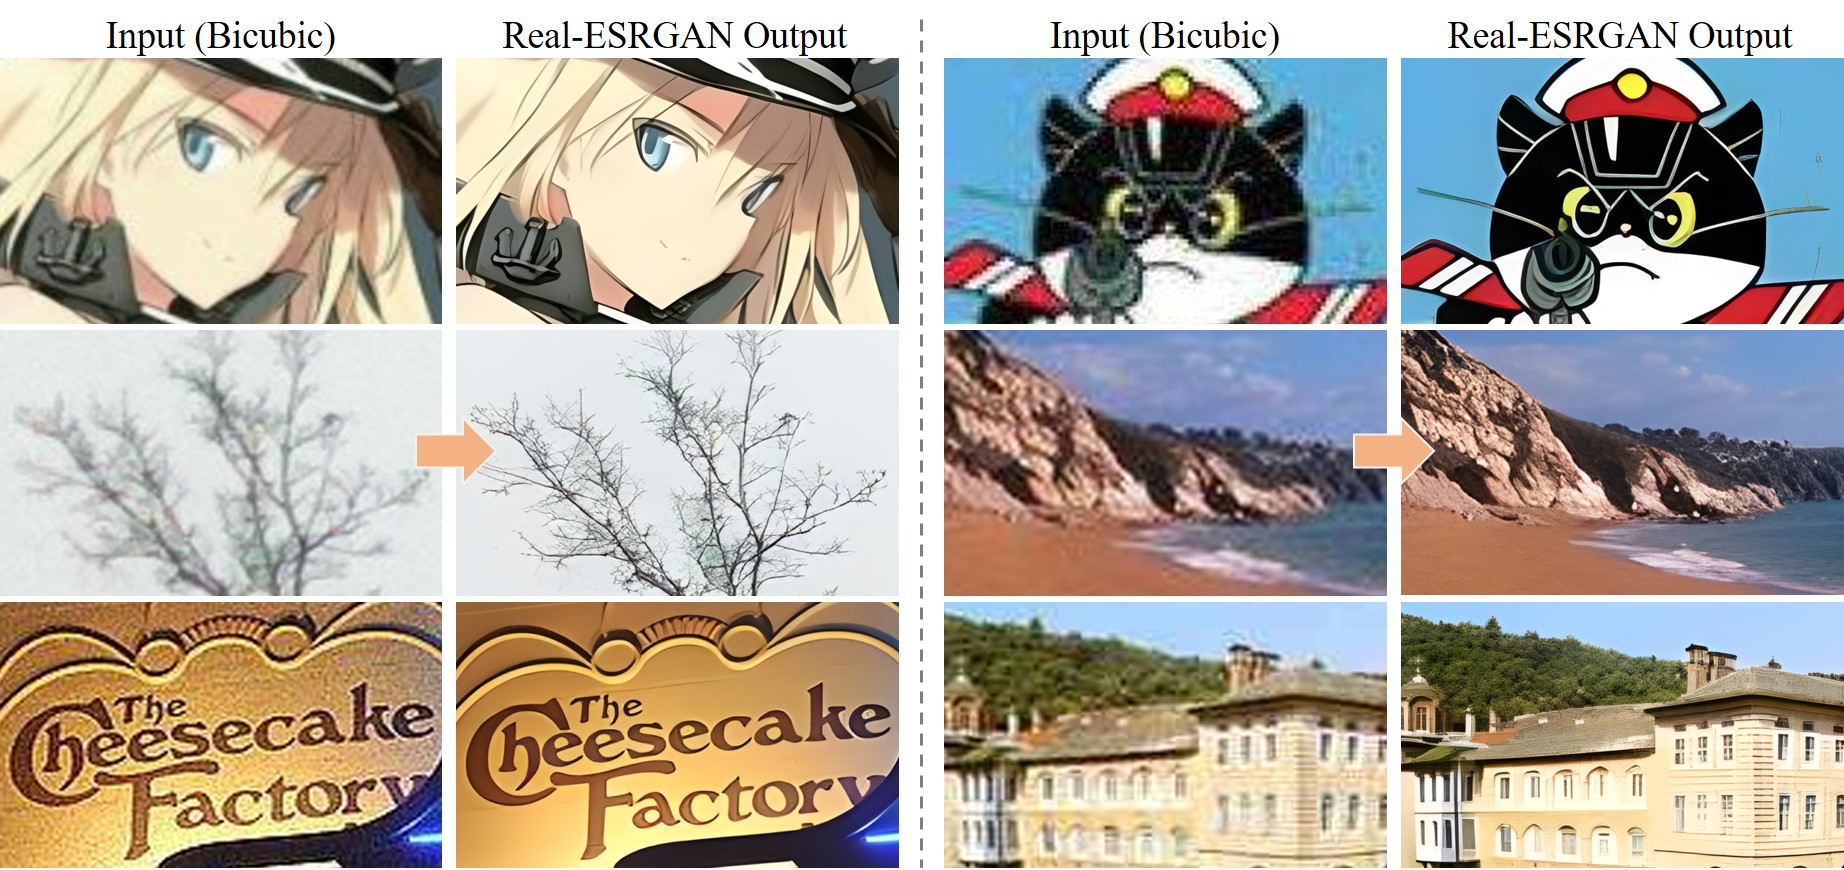 Input (Bicubic)
Real-ESRGAN Output
Input (Bicubic)
Real-ESRGAN Output
The
Cheesecake
Factory
The
Cheesecake
Factory